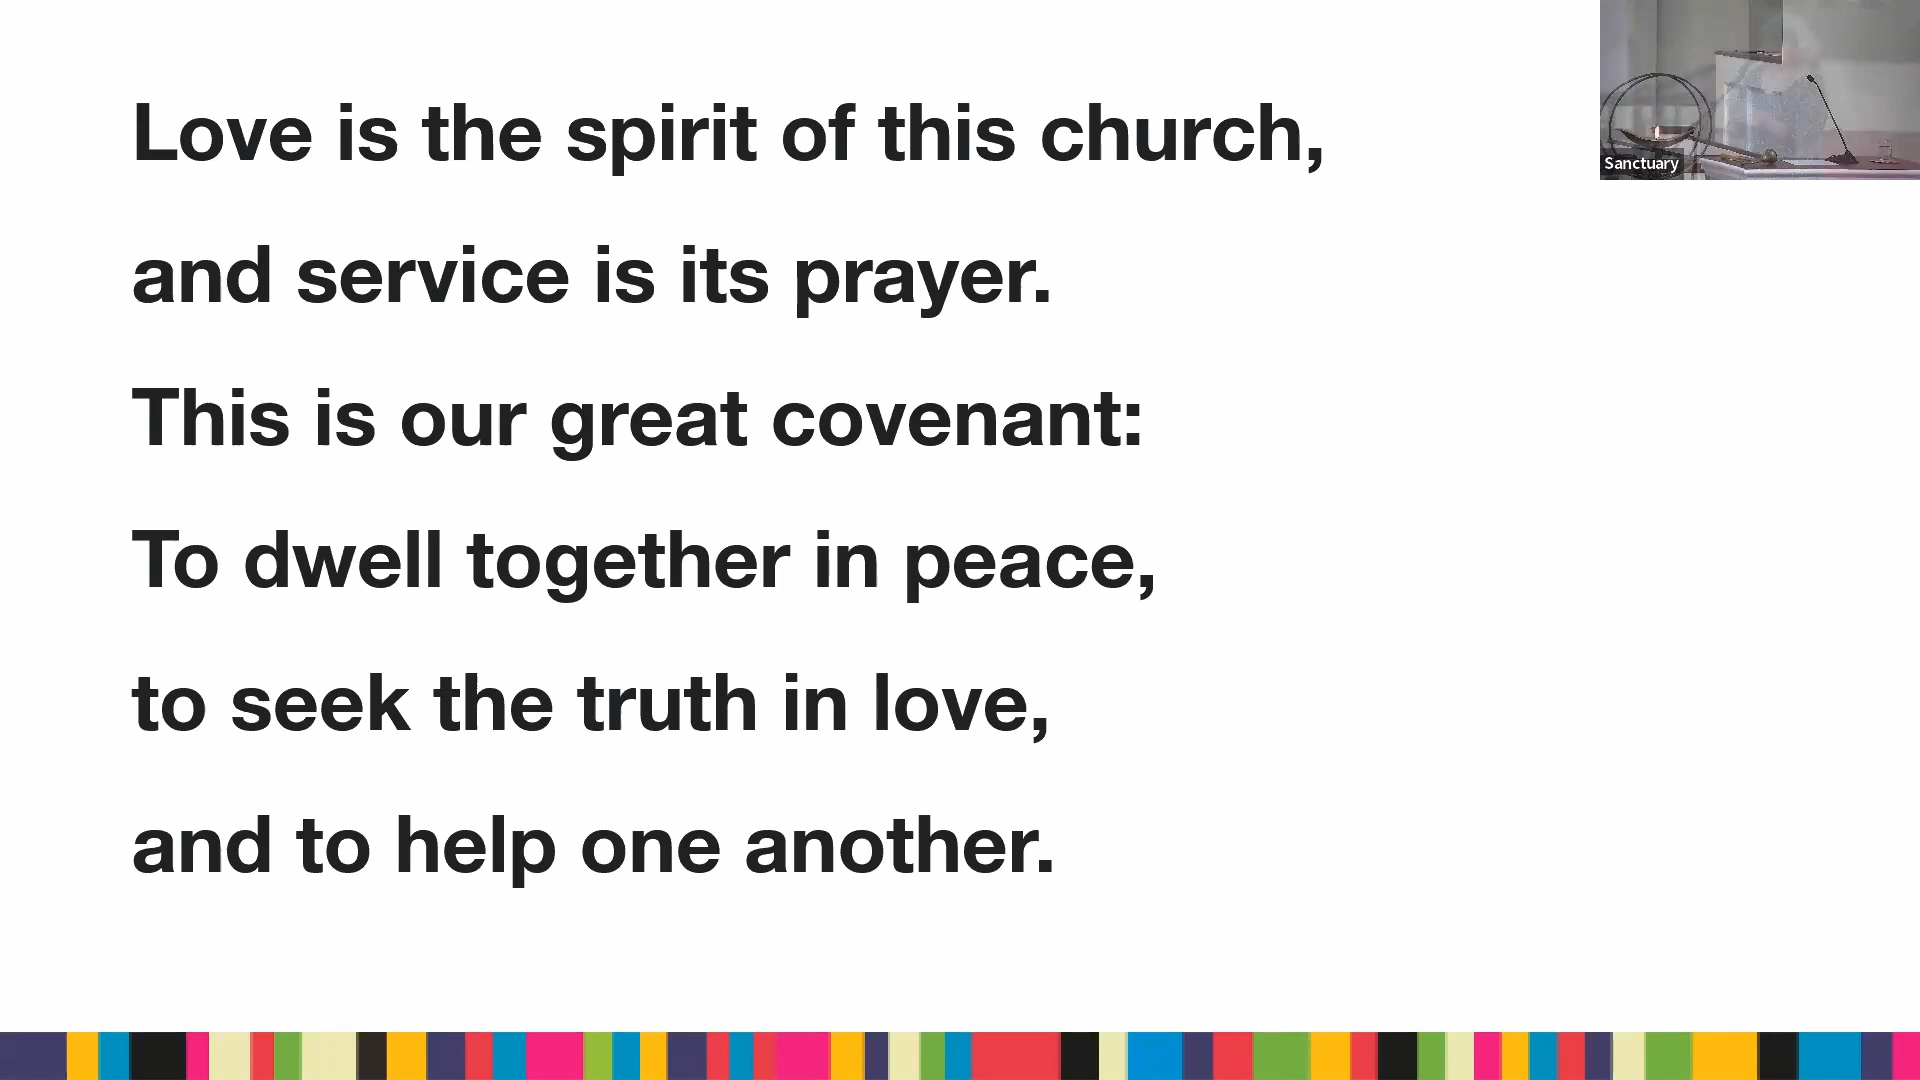 Love is the spirit of this church,
and service is its prayer.
This is our great covenant:
To dwell together in peace,
to seek the truth in love,
and to help one another.
Sanctuary